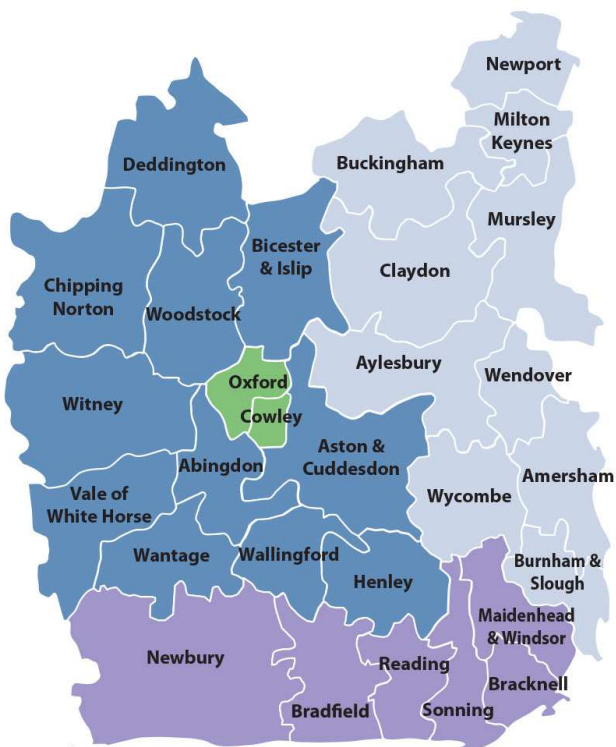 Newport
Milton
Keynes
Deddington
Buckingham
Mursley
Bicester
& Islip
Claydon
Chipping
Norton
Woodstock
Aylesbury
Wendover
Oxford
Witney
Cowley
Aston &
Cuddesdon
Abingdon
Amersham
Wycombe
Vale of
White Horse
Wantage
Wallingford
Burnham &
Slough
Henley
Maidenhead
& Windsor
Newbury
Reading
Bracknell
Bradfield
Sonning